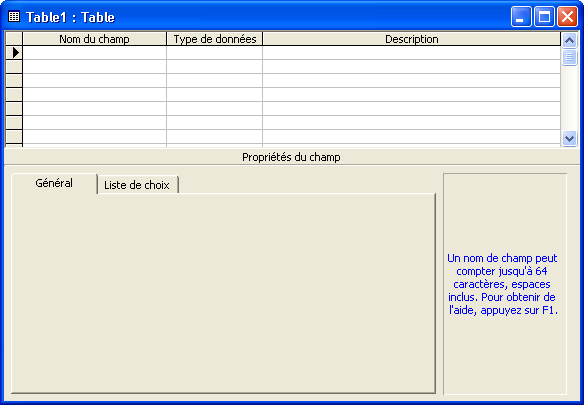 Table1 : Table
Nom du champ Type de données Description
Propriétés du champ
Général Liste de choix
Un nom de champ peut
compter jusqu'à 64
caractères, espaces
inclus. Pour obtenir de
l'aide, appuyez sur F1.